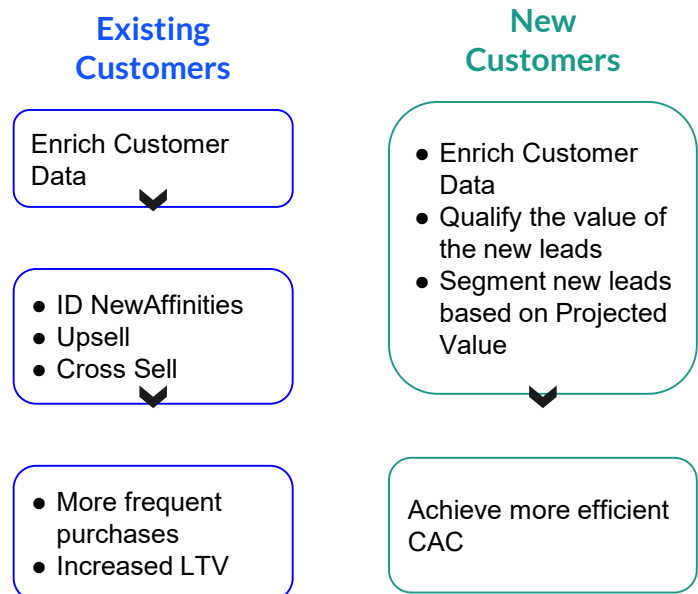 Existing
Customers
Enrich Customer
Data
● ID NewAffinities
● Upsell
● Cross Sell
● More frequent
purchases
● Increased LTV
New
Customers
● Enrich Customer
Data
● Qualify the value of
the new leads
● Segment new leads
based on Projected
Value
Achieve more efficient
CAC